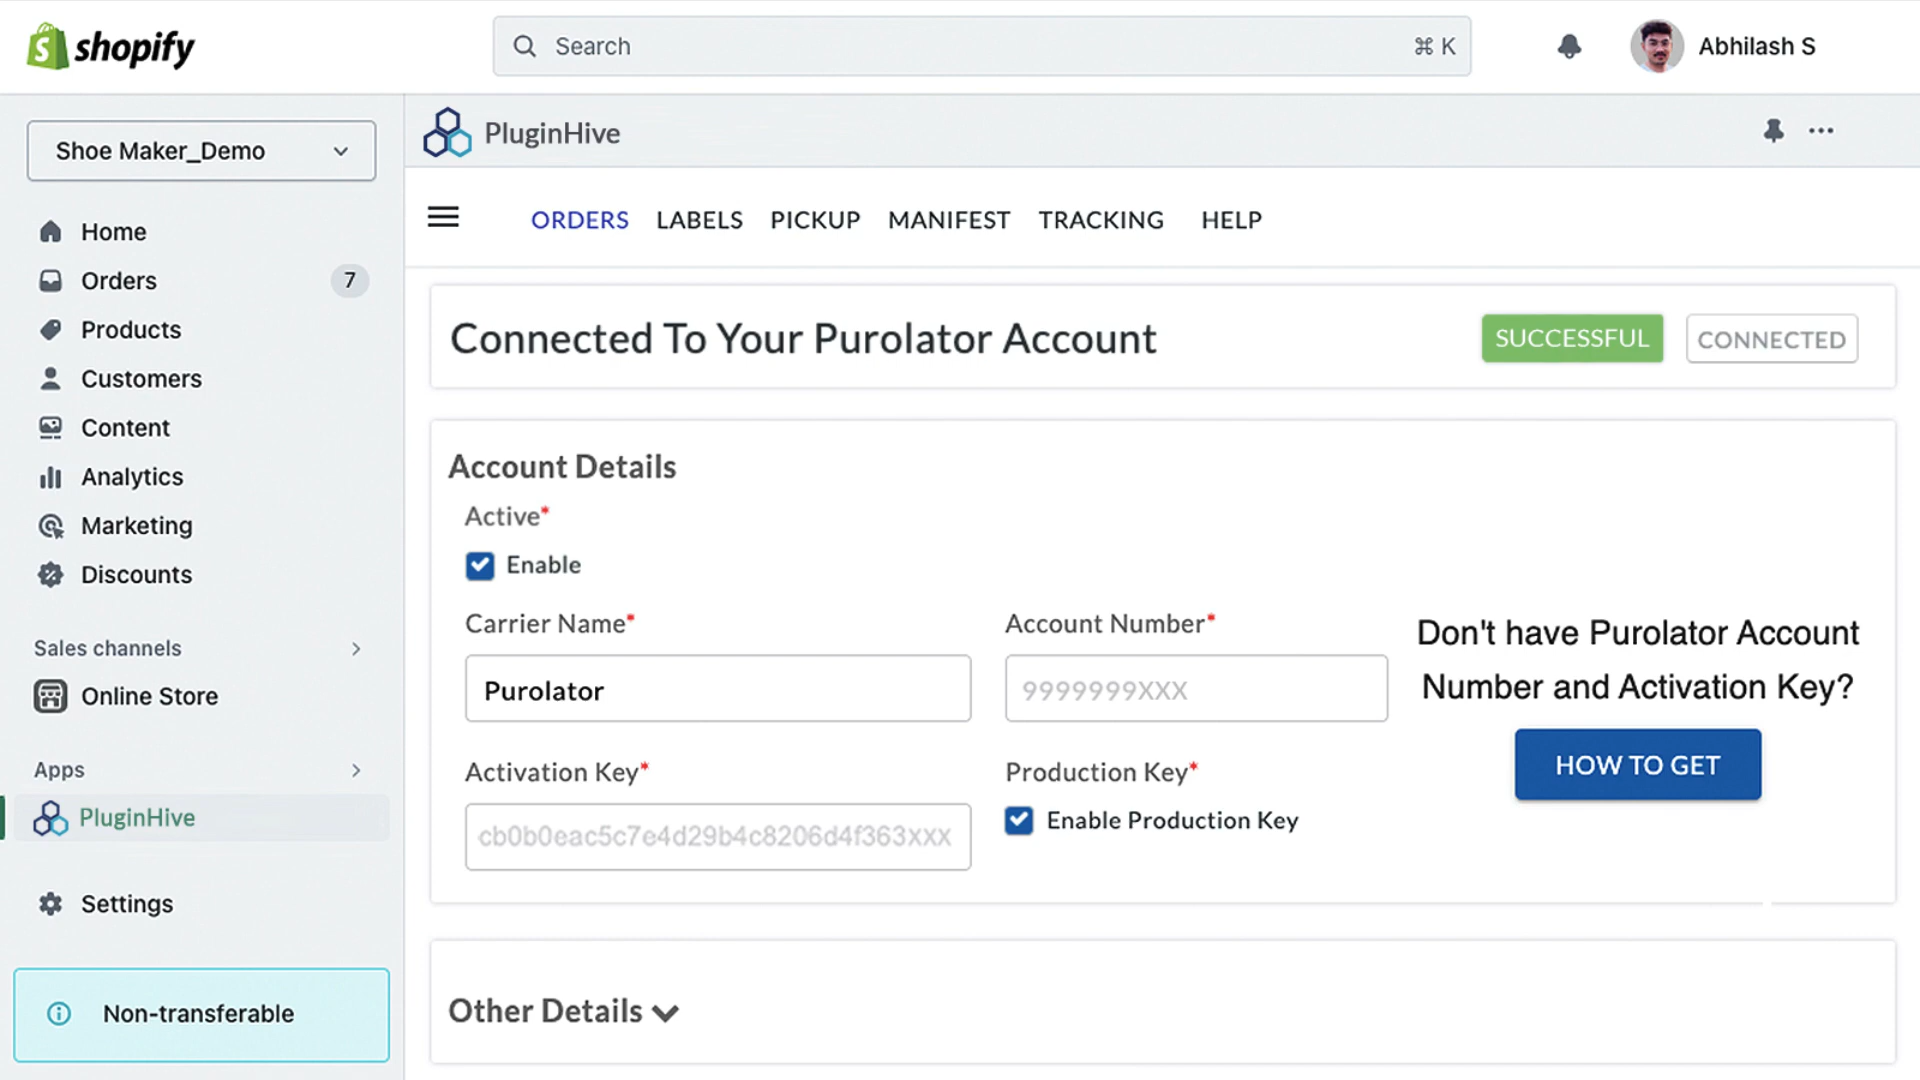 shopify
Search
⌘ K
Abhilash S
Shoe Maker_Demo
Home
Orders
7
Products
Customers
Content
Analytics
Marketing
Discounts
Sales channels
Online Store
Apps
PluginHive
Settings
Non-transferable
PluginHive
ORDERS LABELS PICKUP MANIFEST TRACKING HELP
Connected To Your Purolator Account
SUCCESSFUL
CONNECTED
Account Details
Active*
Enable
Carrier Name*
Purolator
Account Number*
9999999XXX
Activation Key*
cb0b0eac5c7e4d29b4c8206d4f363xxx
Production Key*
Enable Production Key
Don't have Purolator Account
Number and Activation Key?
HOW TO GET
Other Details